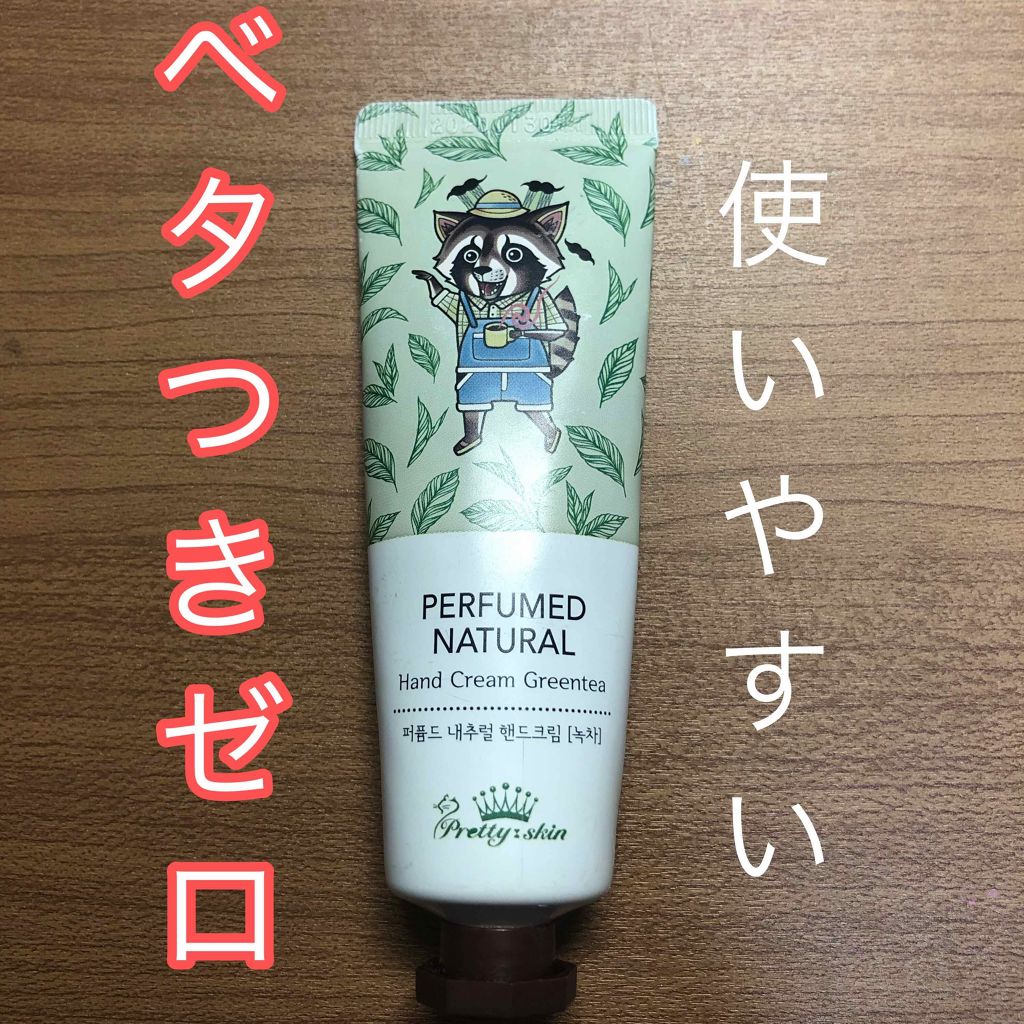 使いやすい
ベタつきゼロ
PERFUMED
NATURAL
Hand Cream Greentea
퍼퓸드 내추럴 핸드크림 [녹차]
Pretty skin